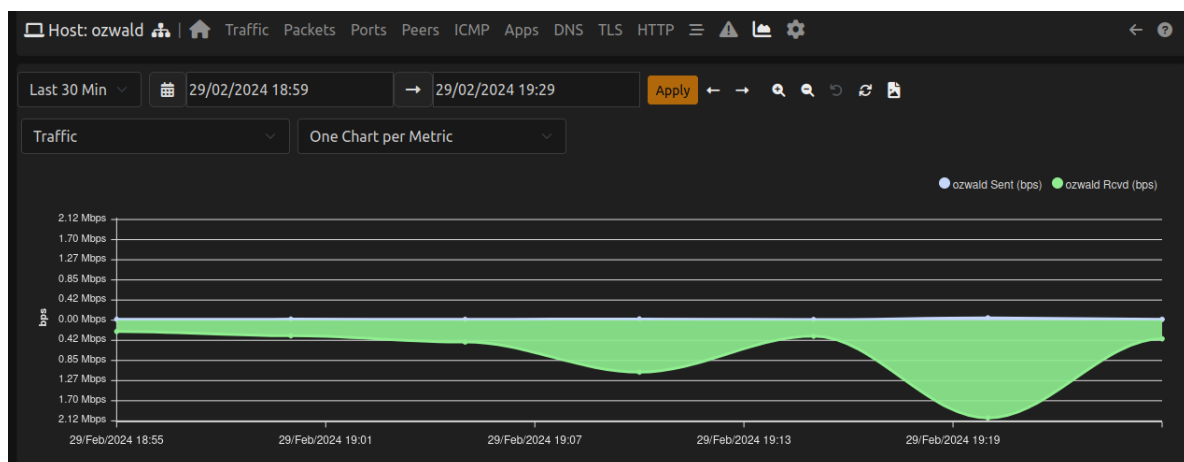 Host: ozwald | Traffic Packets Ports Peers ICMP Apps DNS TLS HTTP
Last 30 Min 29/02/2024 18:59 → 29/02/2024 19:29 Apply ← →
Traffic One Chart per Metric
ozwald Sent (bps) ozwald Rcvd (bps)
2.12 Mbps
1.70 Mbps
1.27 Mbps
0.85 Mbps
0.42 Mbps
bps
0.00 Mbps
0.42 Mbps
0.85 Mbps
1.27 Mbps
1.70 Mbps
2.12 Mbps
29/Feb/2024 18:55 29/Feb/2024 19:01 29/Feb/2024 19:07 29/Feb/2024 19:13 29/Feb/2024 19:19